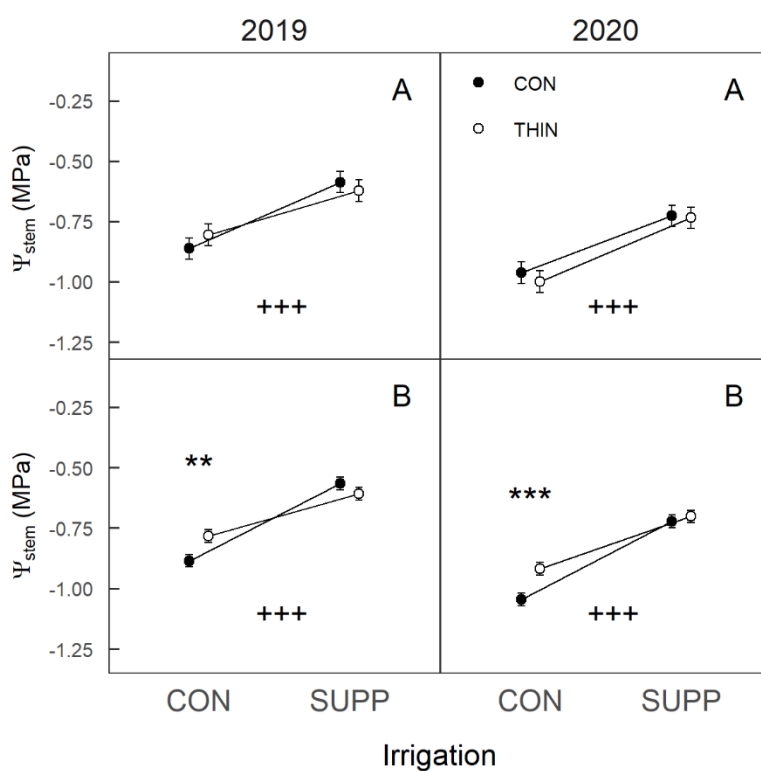 2019 2020
A A
CON
THIN
-0.25
-0.50
-0.75
-1.00
-1.25
Ψstem (MPa)
+++ +++
B B
-0.25
-0.50
-0.75
-1.00
-1.25
Ψstem (MPa)
** ***
+++ +++
CON SUPP CON SUPP
Irrigation